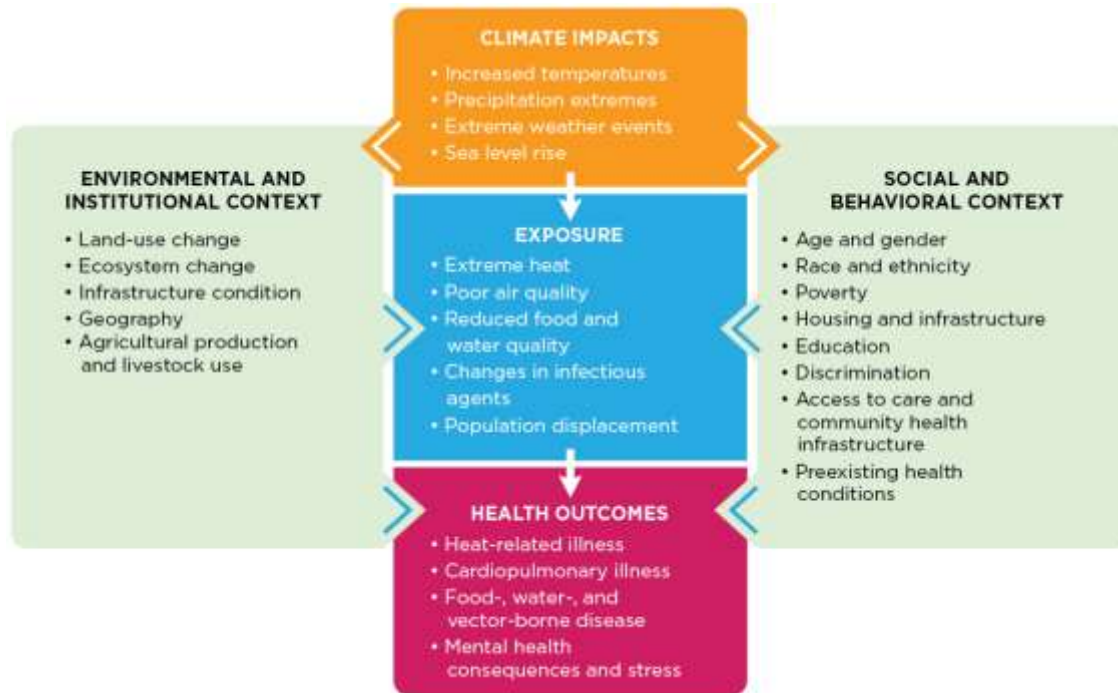 CLIMATE IMPACTS
• Increased temperatures
• Precipitation extremes
• Extreme weather events
• Sea level rise
ENVIRONMENTAL AND
INSTITUTIONAL CONTEXT
• Land-use change
• Ecosystem change
• Infrastructure condition
• Geography
• Agricultural production
and livestock use
EXPOSURE
• Extreme heat
• Poor air quality
• Reduced food and
water quality
• Changes in infectious
agents
• Population displacement
SOCIAL AND
BEHAVIORAL CONTEXT
• Age and gender
• Race and ethnicity
• Poverty
• Housing and infrastructure
• Education
• Discrimination
• Access to care and
community health
infrastructure
• Preexisting health
conditions
HEALTH OUTCOMES
• Heat-related illness
• Cardiopulmonary illness
• Food-, water-, and
vector-borne disease
• Mental health
consequences and stress